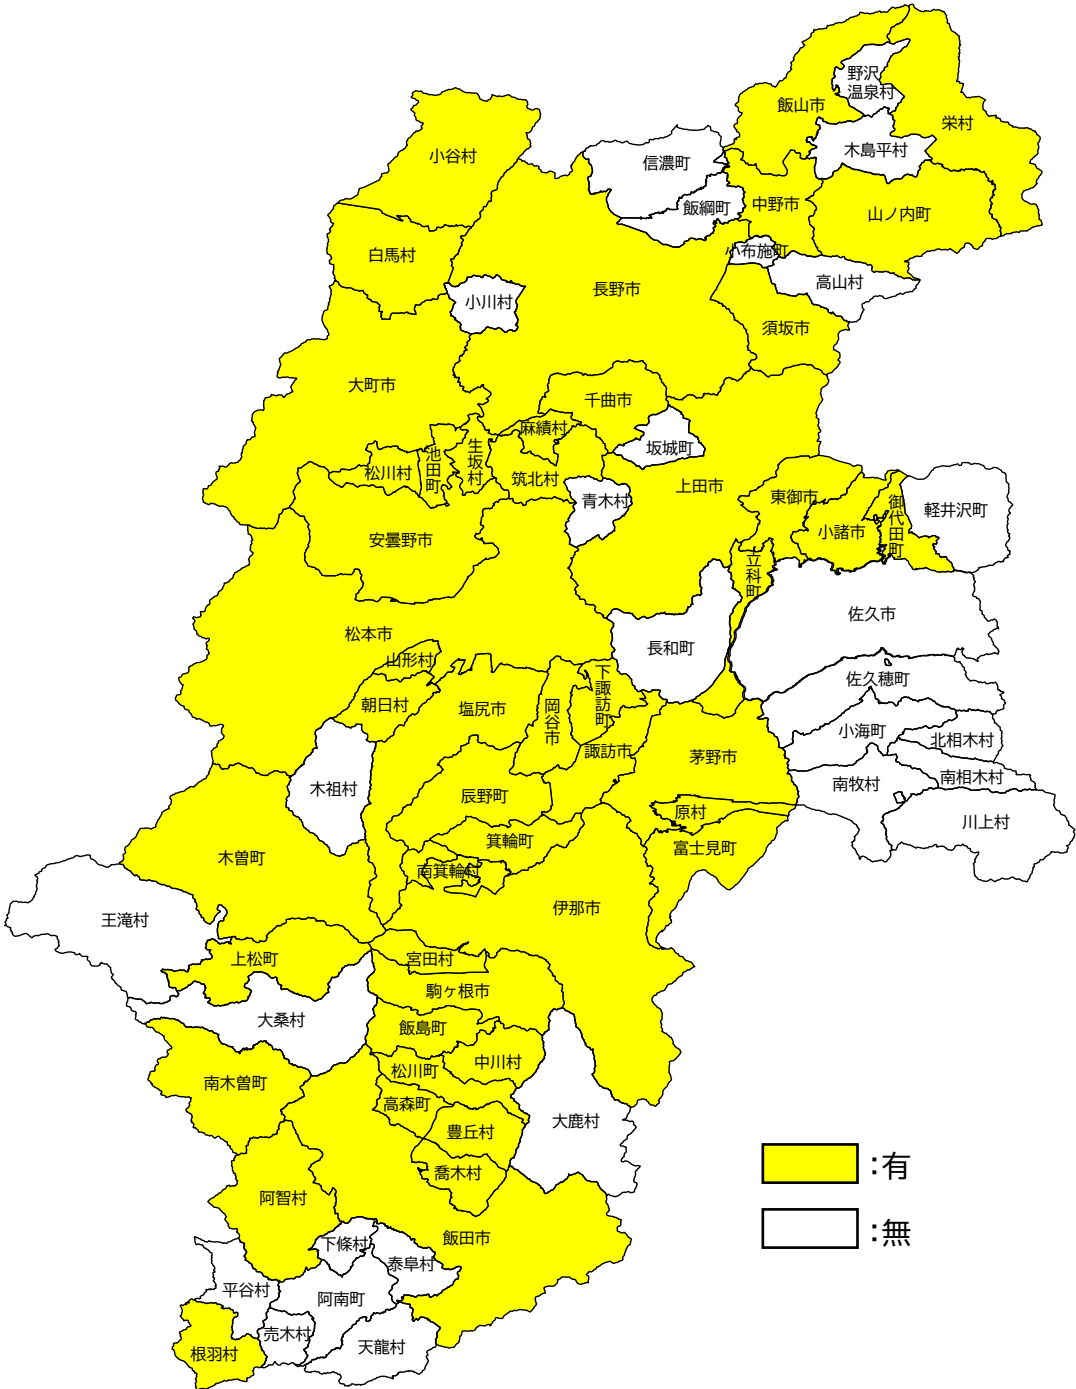 野沢
温泉村
飯山市
栄村
木島平村
小谷村
信濃町
飯綱町
中野市
山ノ内町
白馬村
小布施町
高山村
長野市
小川村
須坂市
大町市
千曲市
麻績村
坂城町
生坂村
池田町
松川村
筑北村
上田市
青木村
東御市
御代田町
軽井沢町
小諸市
安曇野市
立科町
佐久市
松本市
長和町
山形村
下諏訪町
佐久穂町
朝日村
塩尻市
岡谷市
小海町
北相木村
諏訪市
茅野市
南相木村
木祖村
南牧村
辰野町
原村
川上村
箕輪町
富士見町
木曽町
南箕輪村
伊那市
王滝村
上松町
宮田村
駒ヶ根市
大桑村
飯島町
中川村
松川町
南木曽町
高森町
大鹿村
豊丘村
:有
喬木村
阿智村
:無
飯田市
下條村
泰阜村
平谷村
阿南町
売木村
天龍村
根羽村